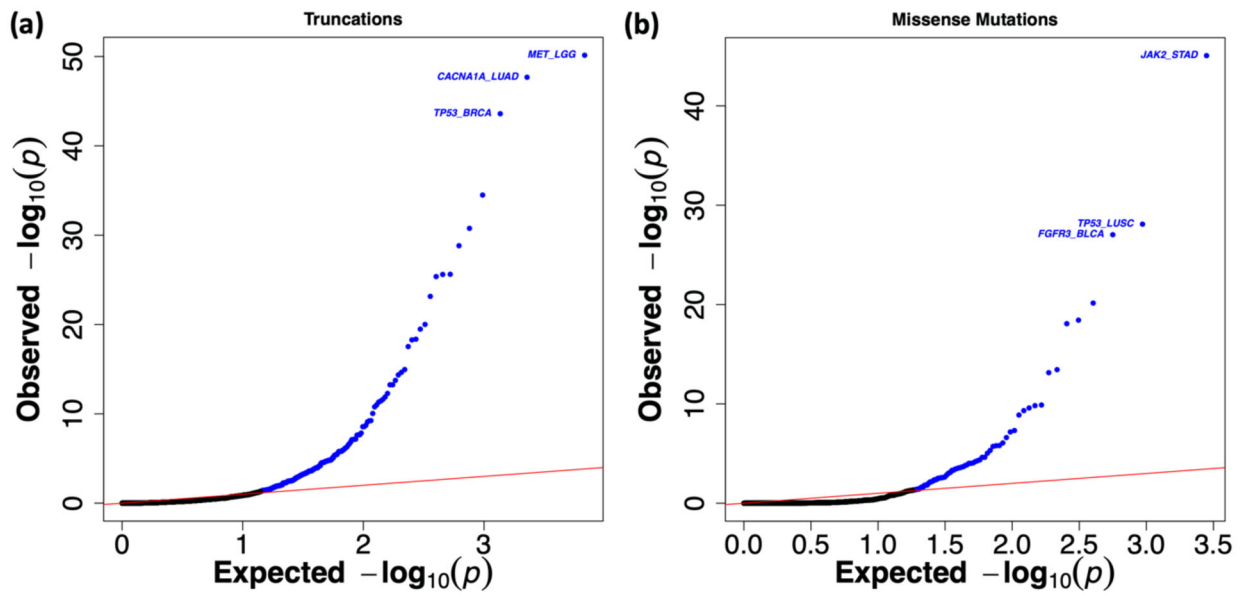 (a)
Truncations
Observed −log10(p)
50
40
30
20
10
0
MET_LGG
CACNA1A_LUAD
TP53_BRCA
0 1 2 3
Expected −log10(p)
(b)
Missense Mutations
Observed −log10(p)
40
30
20
10
0
JAK2_STAD
TP53_LUSC
FGFR3_BLCA
0.0 0.5 1.0 1.5 2.0 2.5 3.0 3.5
Expected −log10(p)